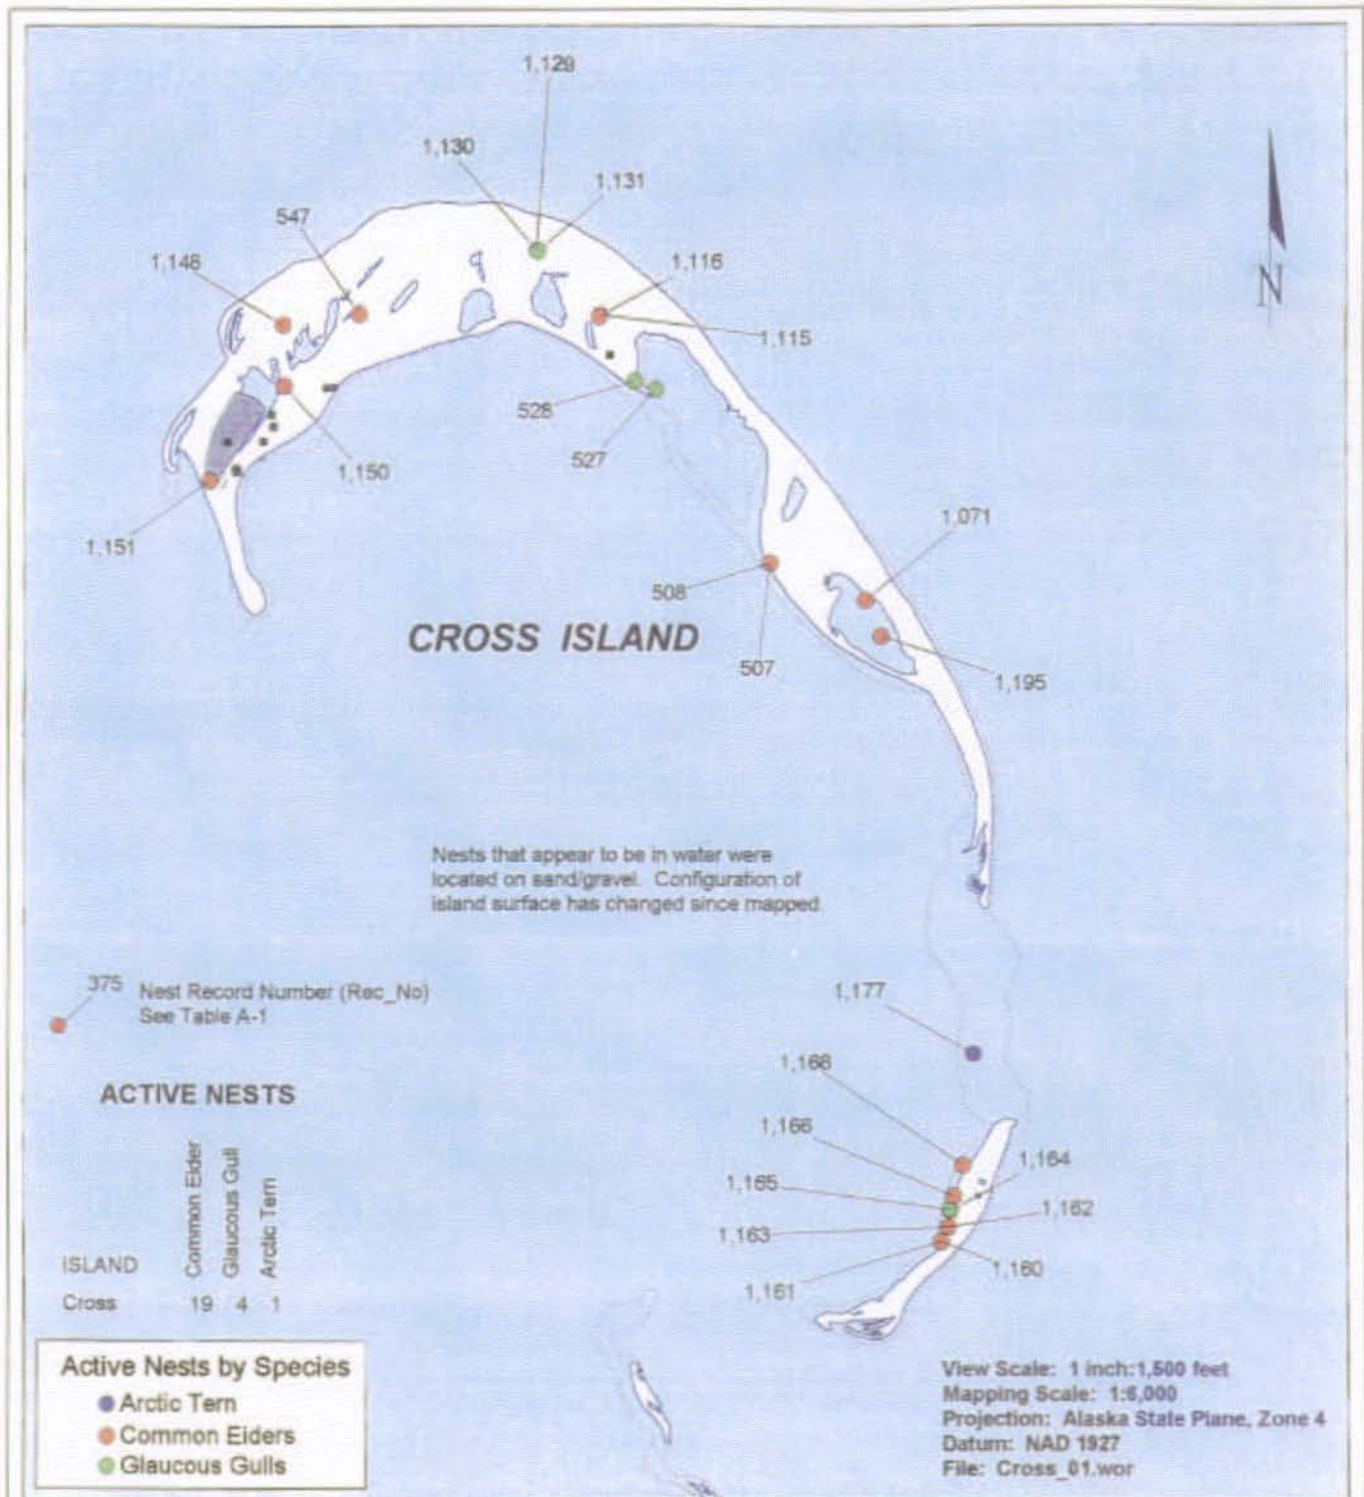 1,129
1,130
1,131
547
1,146
1,116
1,115
528
527
1,150
1,151
1,071
508
507
1,195
N
CROSS ISLAND
Nests that appear to be in water were
located on sand/gravel. Configuration of
island surface has changed since mapped
375
Nest Record Number (Rec_No)
See Table A-1
1,177
1,168
1,166
1,164
1,165
1,162
1,163
1,160
1,161
ACTIVE NESTS
ISLAND Common Eider Glaucous Gull Arctic Tern
Cross 19 4 1
Active Nests by Species
Arctic Tern
Common Eiders
Glaucous Gulls
View Scale: 1 inch:1,500 feet
Mapping Scale: 1:6,000
Projection: Alaska State Plane, Zone 4
Datum: NAD 1927
File: Cross_01.wor